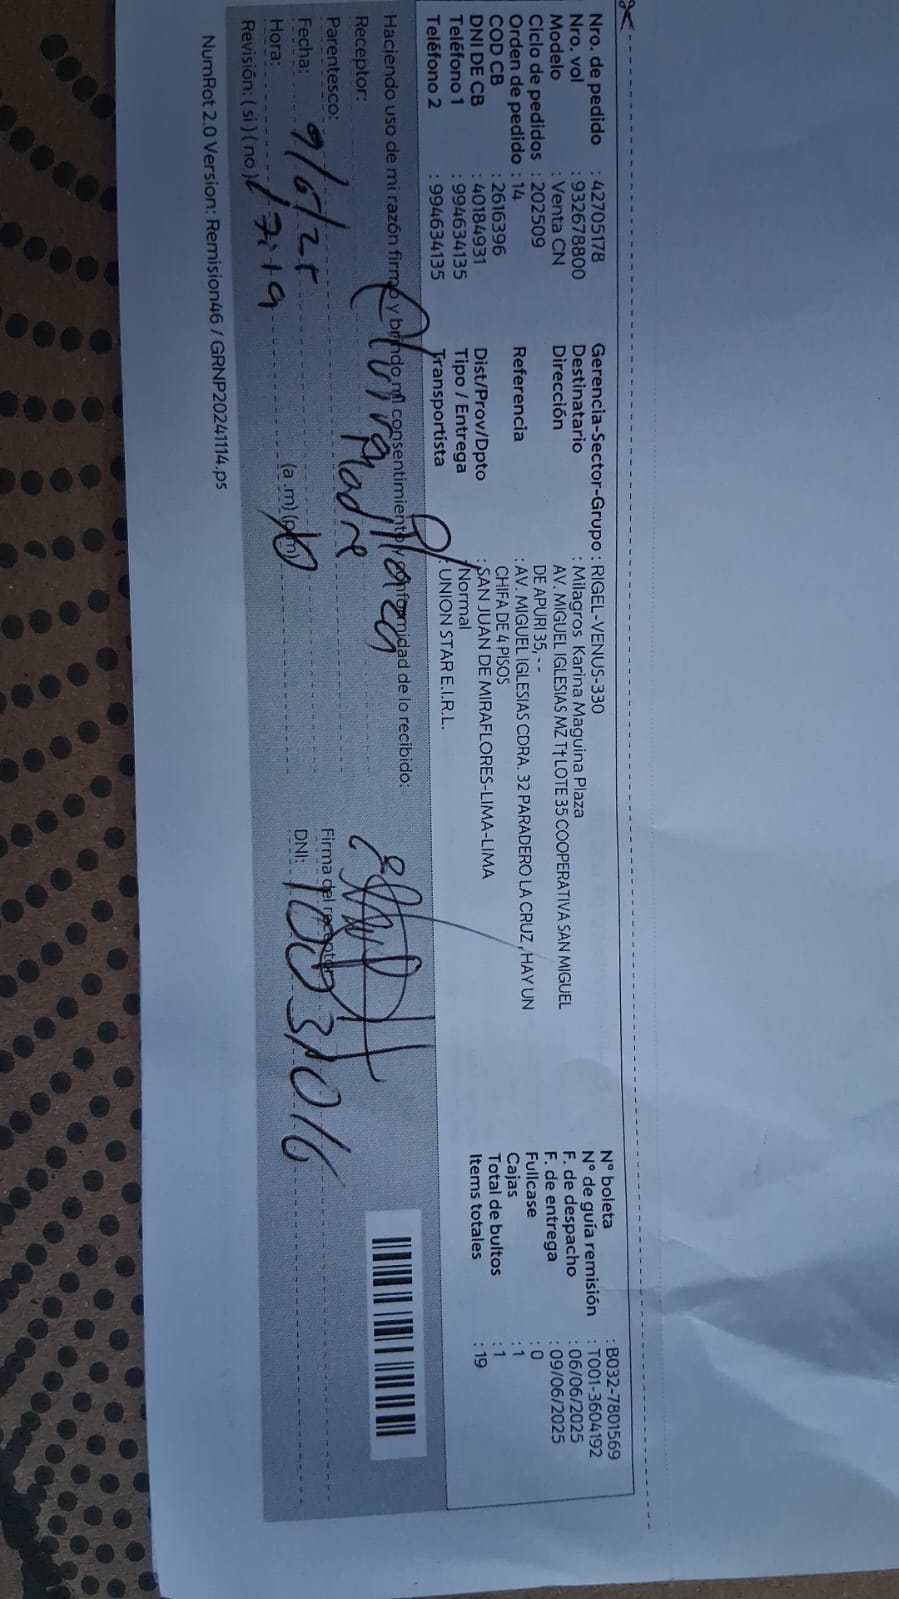 Nro. de pedido : 42705178
Nro. vol : 932678800
Modelo : Venta CN
Ciclo de pedidos : 202509
Orden de pedido : 14
COD CB : 2616396
DNI DE CB : 40184931
Teléfono 1 : 994634135
Teléfono 2 : 994634135
Gerencia-Sector-Grupo : RIGEL-VENUS-330
Destinatario : Milagros Karina Maguina Plaza
Dirección AV. MIGUEL IGLESIAS MZ T† LOTE 35 COOPERATIVA SAN MIGUEL
DE APURI 35, - -
Referencia : AV. MIGUEL IGLESIAS CDRA. 32 PARADERO LA CRUZ, HAY UN
CHIFA DE 4 PISOS
Dist/Prov/Dpto : SAN JUAN DE MIRAFLORES-LIMA-LIMA
Tipo / Entrega Normal
Transportista : UNION STAR E.I.R.L.
N° boleta : B032-7801569
N° de guía remisión : T001-3604192
F. de despacho : 06/06/2025
F. de entrega : 09/06/2025
Fullcase : 0
Cajas : 1
Total de bultos : 1
Items totales : 19
Haciendo uso de mi razón firmo y brindo mi consentimiento y conformidad de lo recibido:
Receptor: Plaza
Parentesco: Madre
Fecha: 9/6/25
Hora: 17:19 (a.m) (p.m)
Revisión: (si) (no)
Firma del receptor
DNI:
NumRot 2.0 Version: Remision46 / GRNP20241114.ps